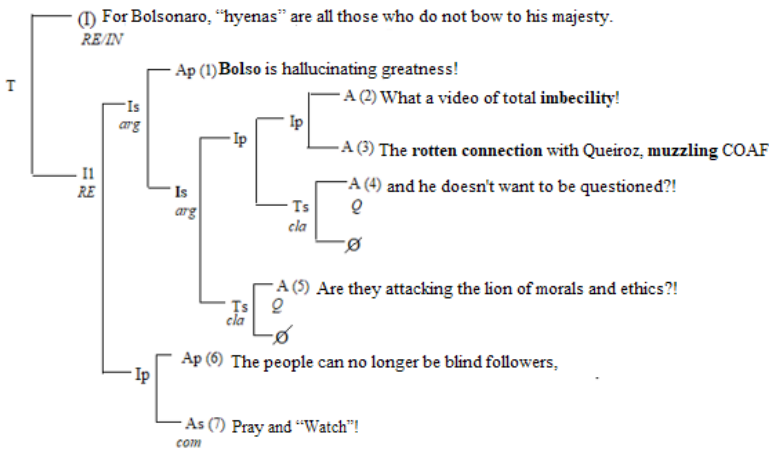 (I) For Bolsonaro, “hyenas” are all those who do not bow to his majesty.
RE/IN
T
Ap (1) Bolso is hallucinating greatness!
A (2) What a video of total imbecility!
Is
arg
Ip
Ip
A (3) The rotten connection with Queiroz, muzzling COAF
I1
RE
Is
arg
A (4) and he doesn't want to be questioned?!
Q
Ts
cla
Ø
A (5) Are they attacking the lion of morals and ethics?!
Q
Ts
cla
Ø
Ap (6) The people can no longer be blind followers,
Ip
As (7) Pray and “Watch”!
com